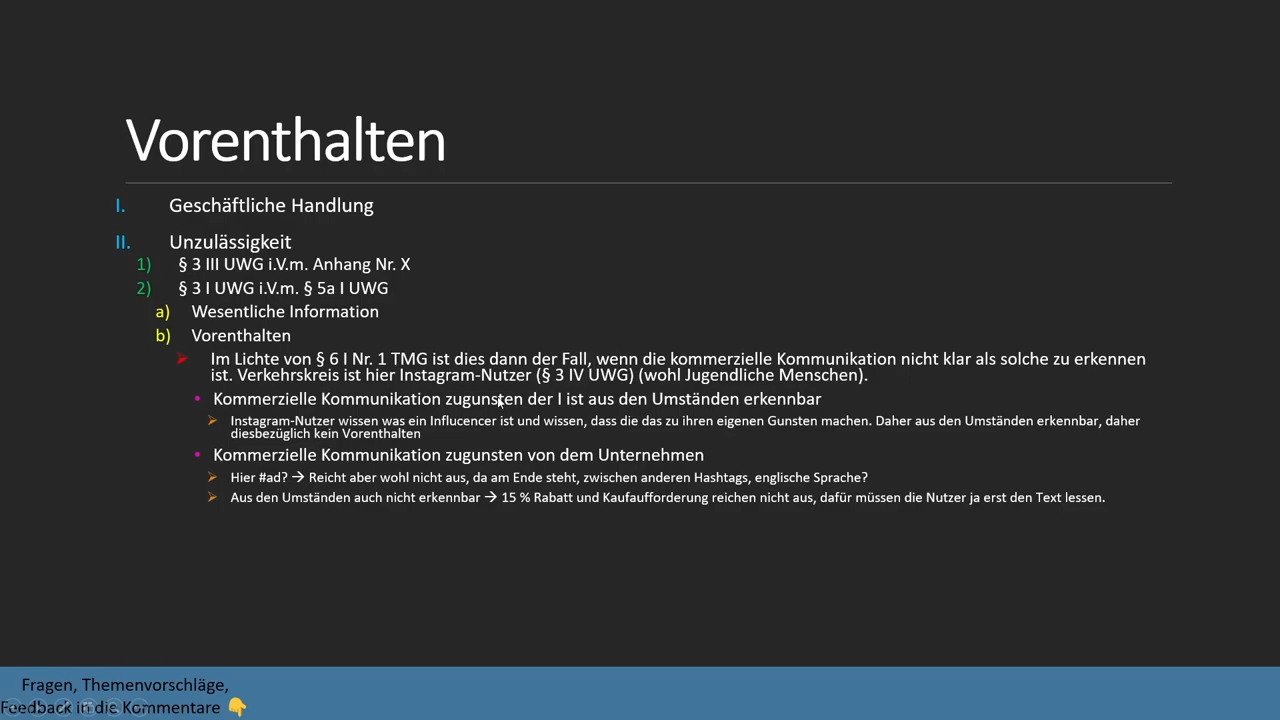 Vorenthalten
I. Geschäftliche Handlung
II. Unzulässigkeit
1) § 3 III UWG i.V.m. Anhang Nr. X
2) § 3 I UWG i.V.m. § 5a I UWG
a) Wesentliche Information
b) Vorenthalten
Im Lichte von § 6 I Nr. 1 TMG ist dies dann der Fall, wenn die kommerzielle Kommunikation nicht klar als solche zu erkennen
ist. Verkehrskreis ist hier Instagram-Nutzer (§ 3 IV UWG) (wohl Jugendliche Menschen).
• Kommerzielle Kommunikation zugunsten der I ist aus den Umständen erkennbar
Instagram-Nutzer wissen was ein Influcencer ist und wissen, dass die das zu ihren eigenen Gunsten machen. Daher aus den Umständen erkennbar, daher
diesbezüglich kein Vorenthalten
• Kommerzielle Kommunikation zugunsten von dem Unternehmen
Hier #ad? → Reicht aber wohl nicht aus, da am Ende steht, zwischen anderen Hashtags, englische Sprache?
Aus den Umständen auch nicht erkennbar → 15 % Rabatt und Kaufaufforderung reichen nicht aus, dafür müssen die Nutzer ja erst den Text lessen.
Fragen, Themenvorschläge,
Feedback in die Kommentare 👇